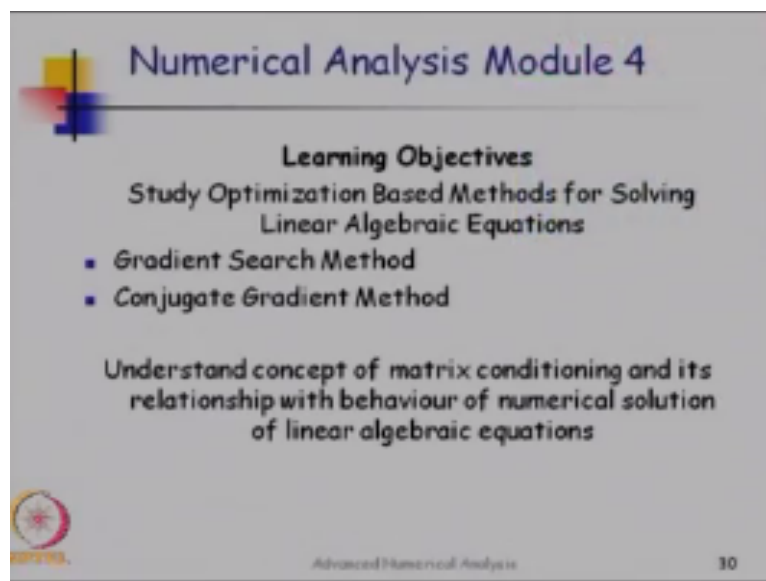 Numerical Analysis Module 4
Learning Objectives
Study Optimization Based Methods for Solving
Linear Algebraic Equations
Gradient Search Method
Conjugate Gradient Method
Understand concept of matrix conditioning and its
relationship with behaviour of numerical solution
of linear algebraic equations
NPTEL
Advanced Numerical Analysis
30